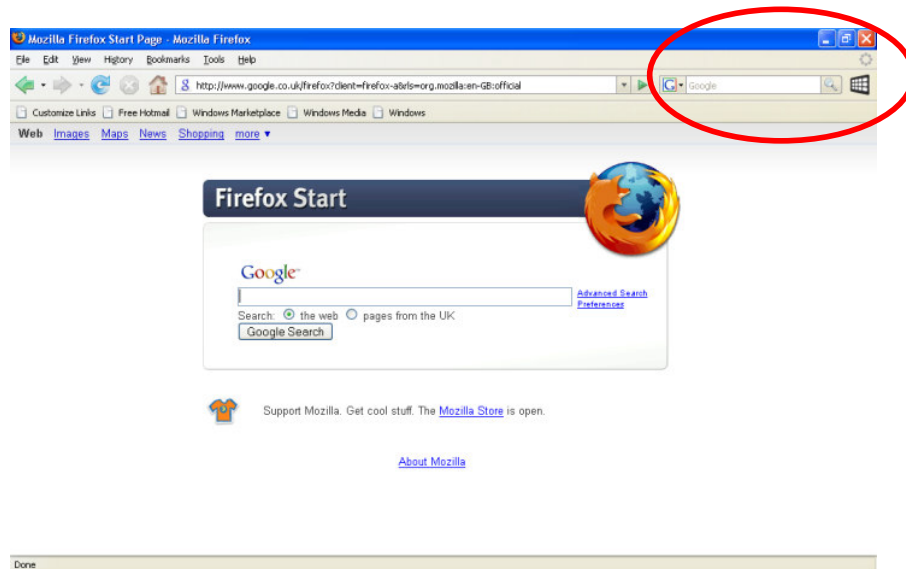 Mozilla Firefox Start Page - Mozilla Firefox
File Edit View History Bookmarks Tools Help
http://www.google.co.uk/firefox?client=firefox-a&rls=org.mozilla:en-GB:official G Google
Customize Links Free Hotmail Windows Marketplace Windows Media Windows
Web Images Maps News Shopping more ▼
Firefox Start
Google™
Advanced Search
Preferences
Search: the web pages from the UK
Google Search
Support Mozilla. Get cool stuff. The Mozilla Store is open.
About Mozilla
Done